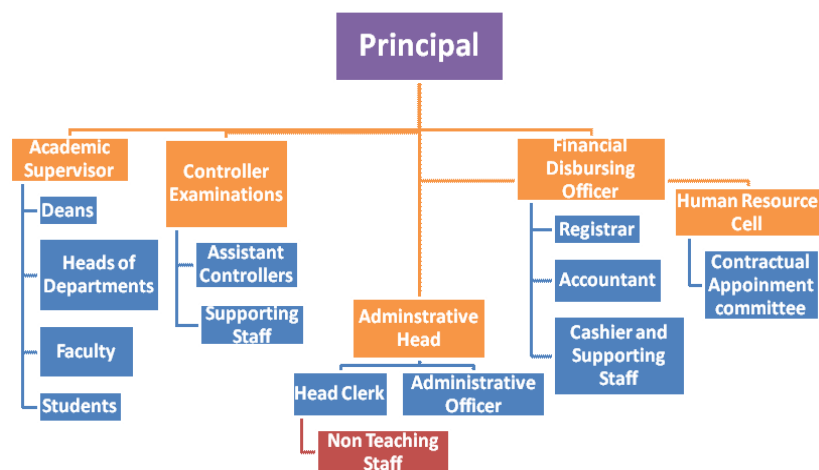 Principal
Academic
Supervisor
Deans
Heads of
Departments
Faculty
Students
Controller
Examinations
Assistant
Controllers
Supporting
Staff
Adminstrative
Head
Head Clerk
Administrative
Officer
Non Teaching
Staff
Financial
Disbursing
Officer
Registrar
Accountant
Cashier and
Supporting
Staff
Human Resource
Cell
Contractual
Appoinment
committee